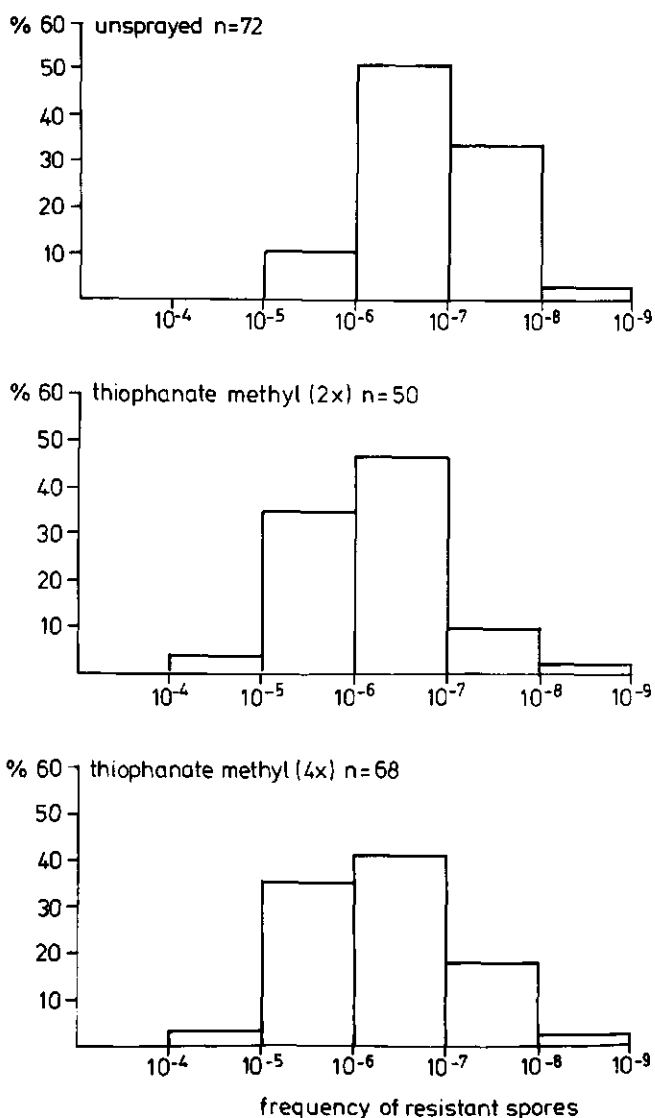 % 60 unsprayed n=72
50
40
30
20
10
10⁻⁴ 10⁻⁵ 10⁻⁶ 10⁻⁷ 10⁻⁸ 10⁻⁹
% 60 thiophanate methyl (2x) n=50
50
40
30
20
10
10⁻⁴ 10⁻⁵ 10⁻⁶ 10⁻⁷ 10⁻⁸ 10⁻⁹
% 60 thiophanate methyl (4x) n=68
50
40
30
20
10
10⁻⁴ 10⁻⁵ 10⁻⁶ 10⁻⁷ 10⁻⁸ 10⁻⁹
frequency of resistant spores